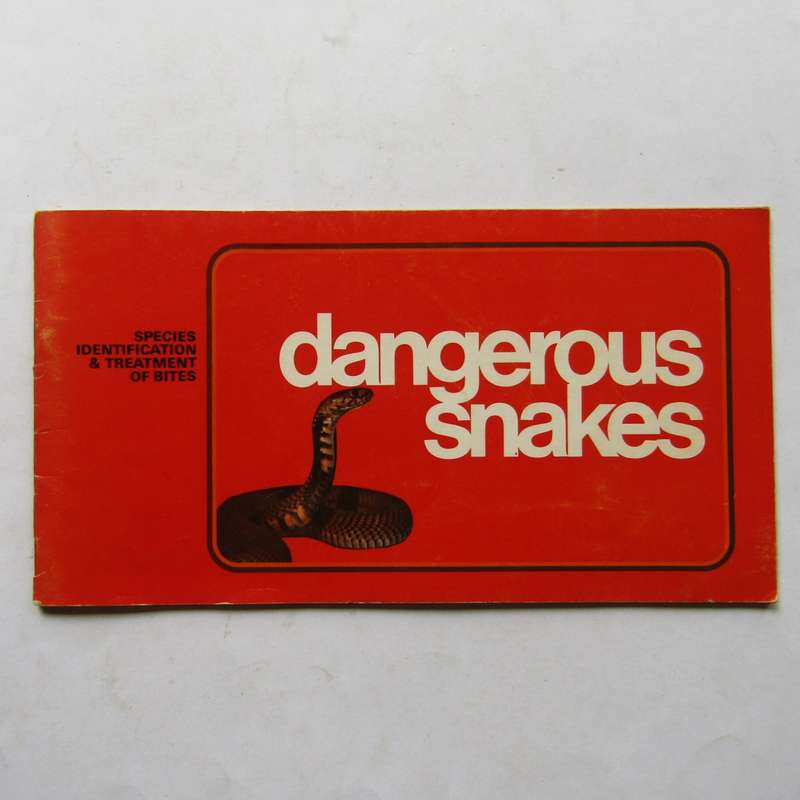 SPECIES
IDENTIFICATION
& TREATMENT
OF BITES
dangerous
snakes